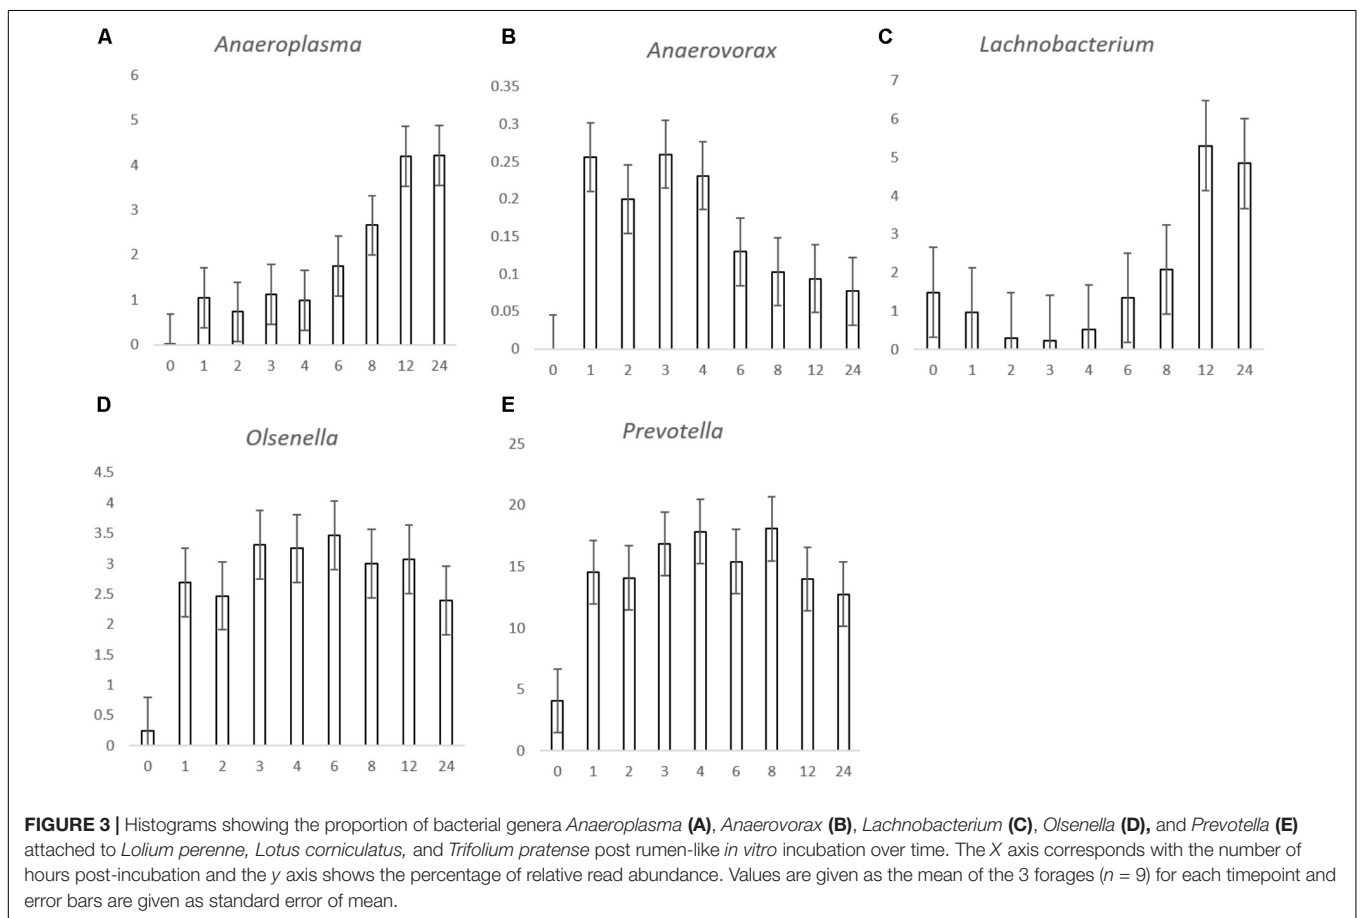 A
Anaeroplasma
6
5
4
3
2
1
0
0 1 2 3 4 6 8 12 24
B
Anaerovorax
0.35
0.3
0.25
0.2
0.15
0.1
0.05
0
0 1 2 3 4 6 8 12 24
C
Lachnobacterium
7
6
5
4
3
2
1
0
0 1 2 3 4 6 8 12 24
D
Olsenella
4.5
4
3.5
3
2.5
2
1.5
1
0.5
0
0 1 2 3 4 6 8 12 24
E
Prevotella
25
20
15
10
5
0
0 1 2 3 4 6 8 12 24
FIGURE 3 | Histograms showing the proportion of bacterial genera Anaeroplasma (A), Anaerovorax (B), Lachnobacterium (C), Olsenella (D), and Prevotella (E)
attached to Lolium perenne, Lotus corniculatus, and Trifolium pratense post rumen-like in vitro incubation over time. The X axis corresponds with the number of
hours post-incubation and the y axis shows the percentage of relative read abundance. Values are given as the mean of the 3 forages (n = 9) for each timepoint and
error bars are given as standard error of mean.